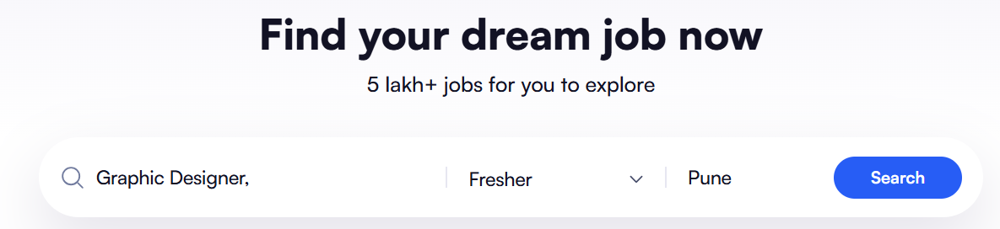 Find your dream job now
5 lakh+ jobs for you to explore
Graphic Designer, Fresher Pune Search